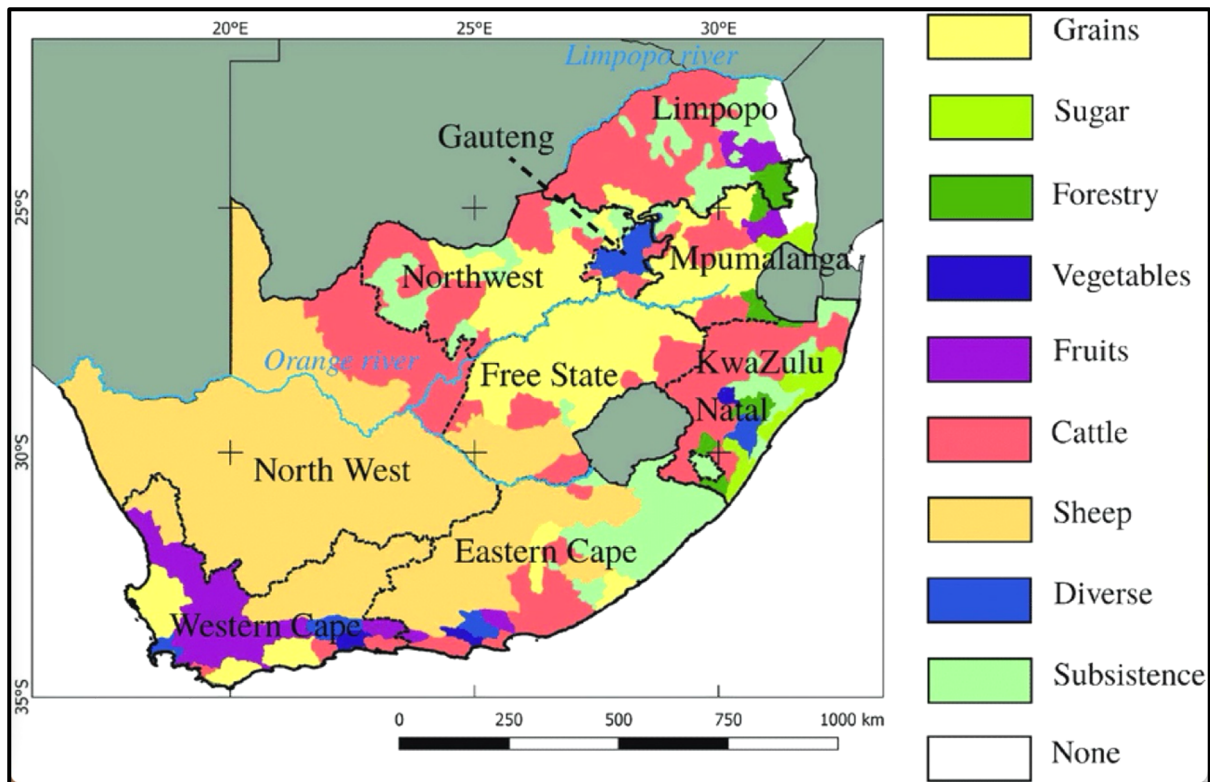 20°E
25°E
30°E
Limpopo river
Limpopo
Gauteng
25°S
Mpumalanga
Northwest
Orange river
Free State
KwaZulu
Natal
30°S
North West
Eastern Cape
Western Cape
35°S
0
250
500
750
1000 km
Grains
Sugar
Forestry
Vegetables
Fruits
Cattle
Sheep
Diverse
Subsistence
None